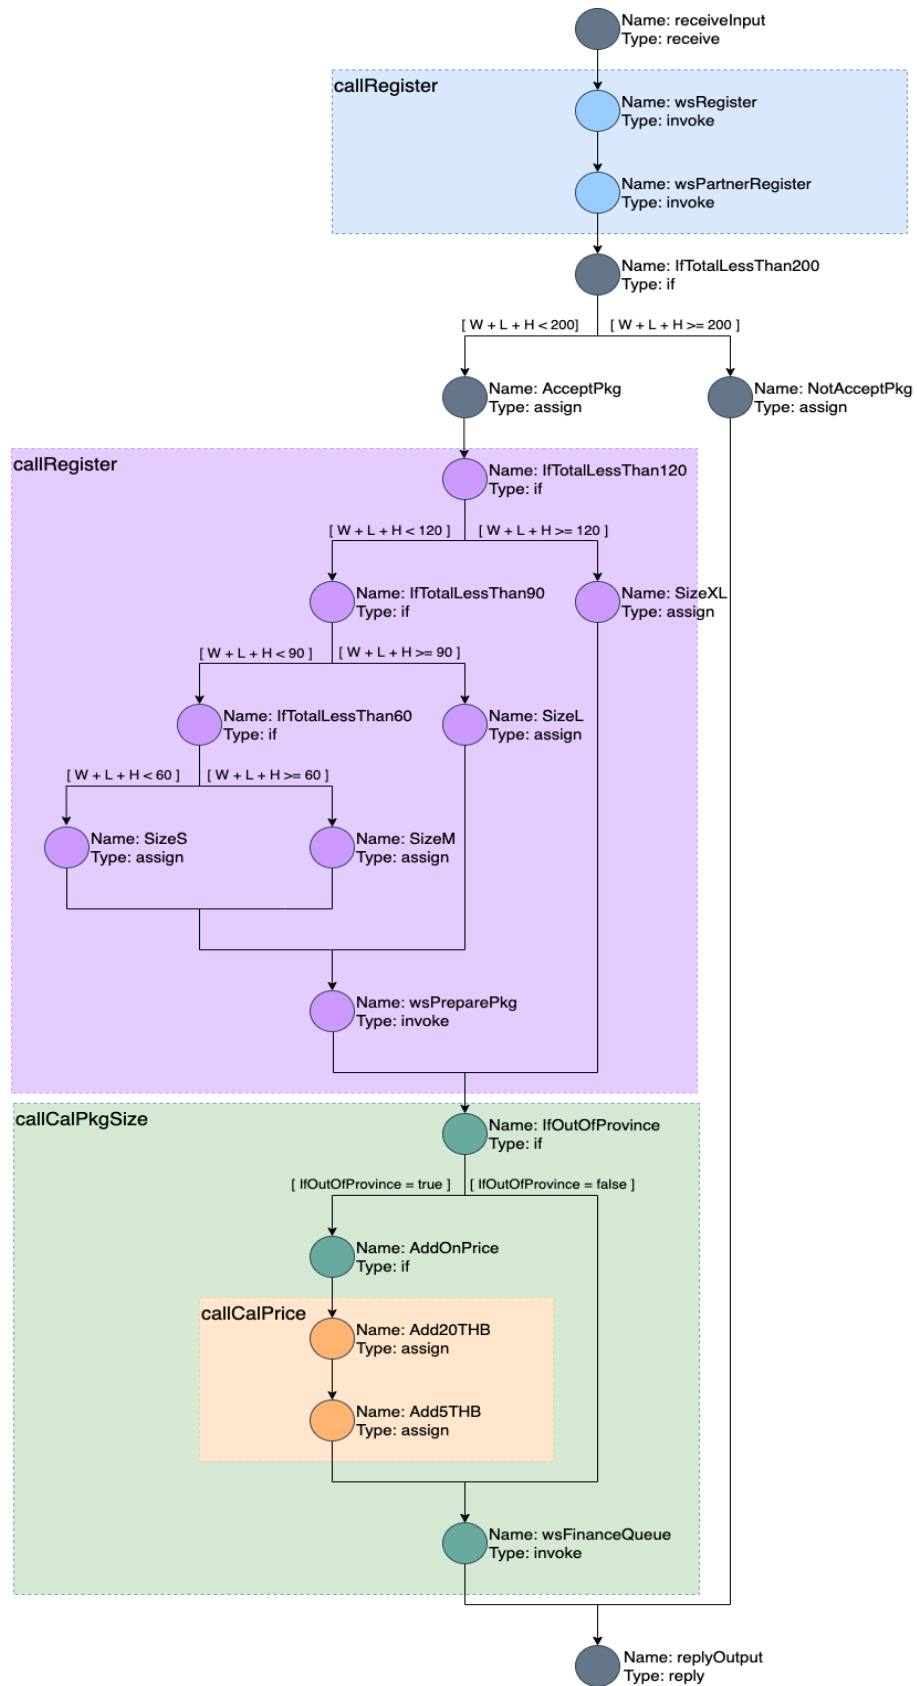 Name: receiveInput
Type: receive
callRegister
Name: wsRegister
Type: invoke
Name: wsPartnerRegister
Type: invoke
Name: IfTotalLessThan200
Type: if
[ W + L + H < 200]
[ W + L + H >= 200 ]
Name: AcceptPkg
Type: assign
Name: NotAcceptPkg
Type: assign
callRegister
Name: IfTotalLessThan120
Type: if
[ W + L + H < 120 ]
[ W + L + H >= 120 ]
Name: IfTotalLessThan90
Type: if
Name: SizeXL
Type: assign
[ W + L + H < 90 ]
[ W + L + H >= 90 ]
Name: IfTotalLessThan60
Type: if
Name: SizeL
Type: assign
[ W + L + H < 60 ]
[ W + L + H >= 60 ]
Name: SizeS
Type: assign
Name: SizeM
Type: assign
Name: wsPreparePkg
Type: invoke
callCalPkgSize
Name: IfOutOfProvince
Type: if
[ IfOutOfProvince = true ]
[ IfOutOfProvince = false ]
Name: AddOnPrice
Type: if
callCalPrice
Name: Add20THB
Type: assign
Name: Add5THB
Type: assign
Name: wsFinanceQueue
Type: invoke
Name: replyOutput
Type: reply